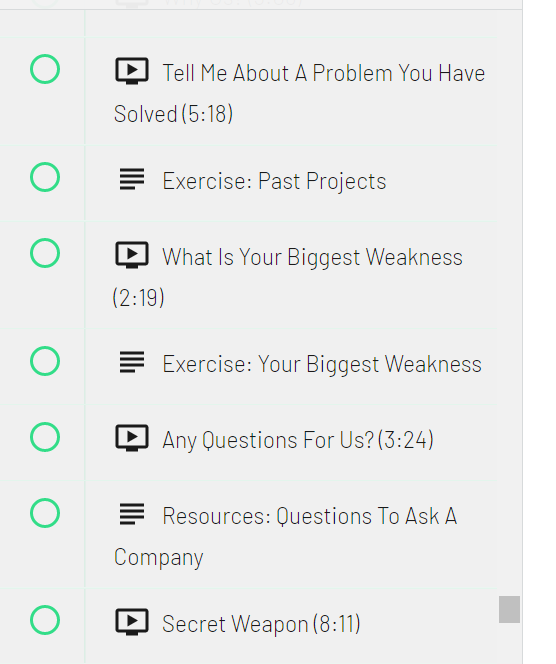 Tell Me About A Problem You Have
Solved (5:18)
Exercise: Past Projects
What Is Your Biggest Weakness
(2:19)
Exercise: Your Biggest Weakness
Any Questions For Us? (3:24)
Resources: Questions To Ask A
Company
Secret Weapon (8:11)